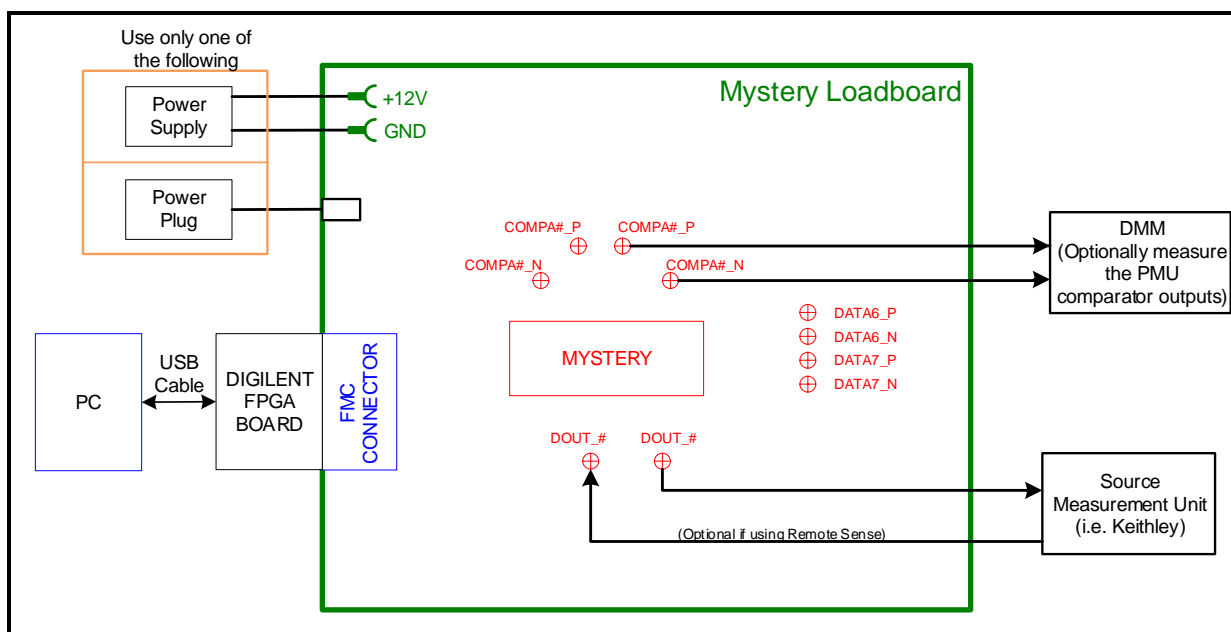 Use only one of
the following
Power
Supply
+12V
GND
Mystery Loadboard
Power
Plug
COMPA#_P
COMPA#_P
COMPA#_N
COMPA#_N
DMM
(Optionally measure
the PMU
comparator outputs)
DATA6_P
DATA6_N
DATA7_P
DATA7_N
MYSTERY
PC
USB
Cable
DIGILENT
FPGA
BOARD
FMC
CONNECTOR
DOUT_#
DOUT_#
Source
Measurement Unit
(i.e. Keithley)
(Optional if using Remote Sense)